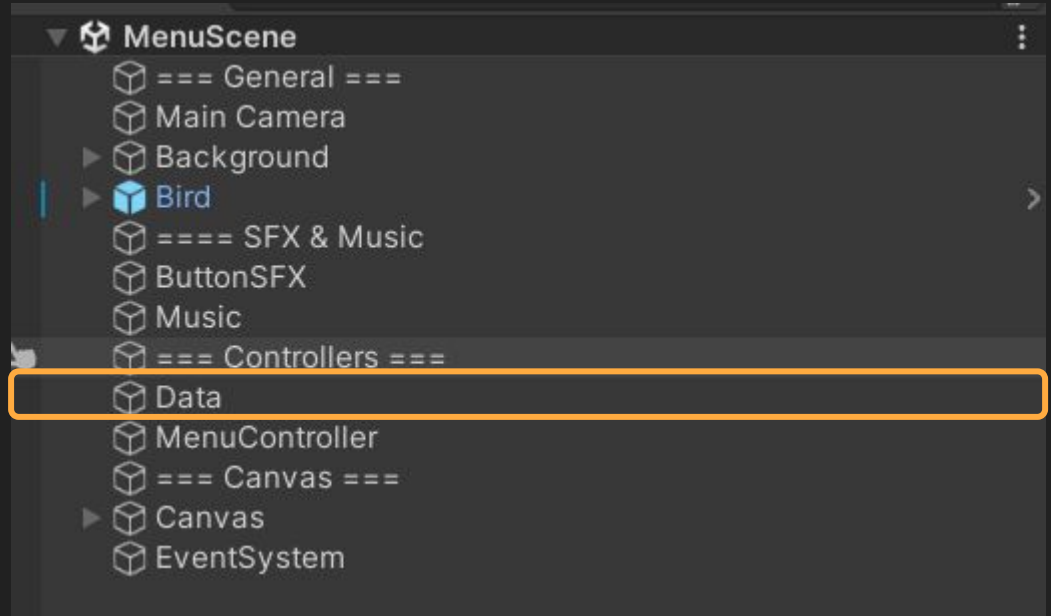 MenuScene
=== General ===
Main Camera
Background
Bird
==== SFX & Music
ButtonSFX
Music
=== Controllers ===
Data
MenuController
=== Canvas ===
Canvas
EventSystem